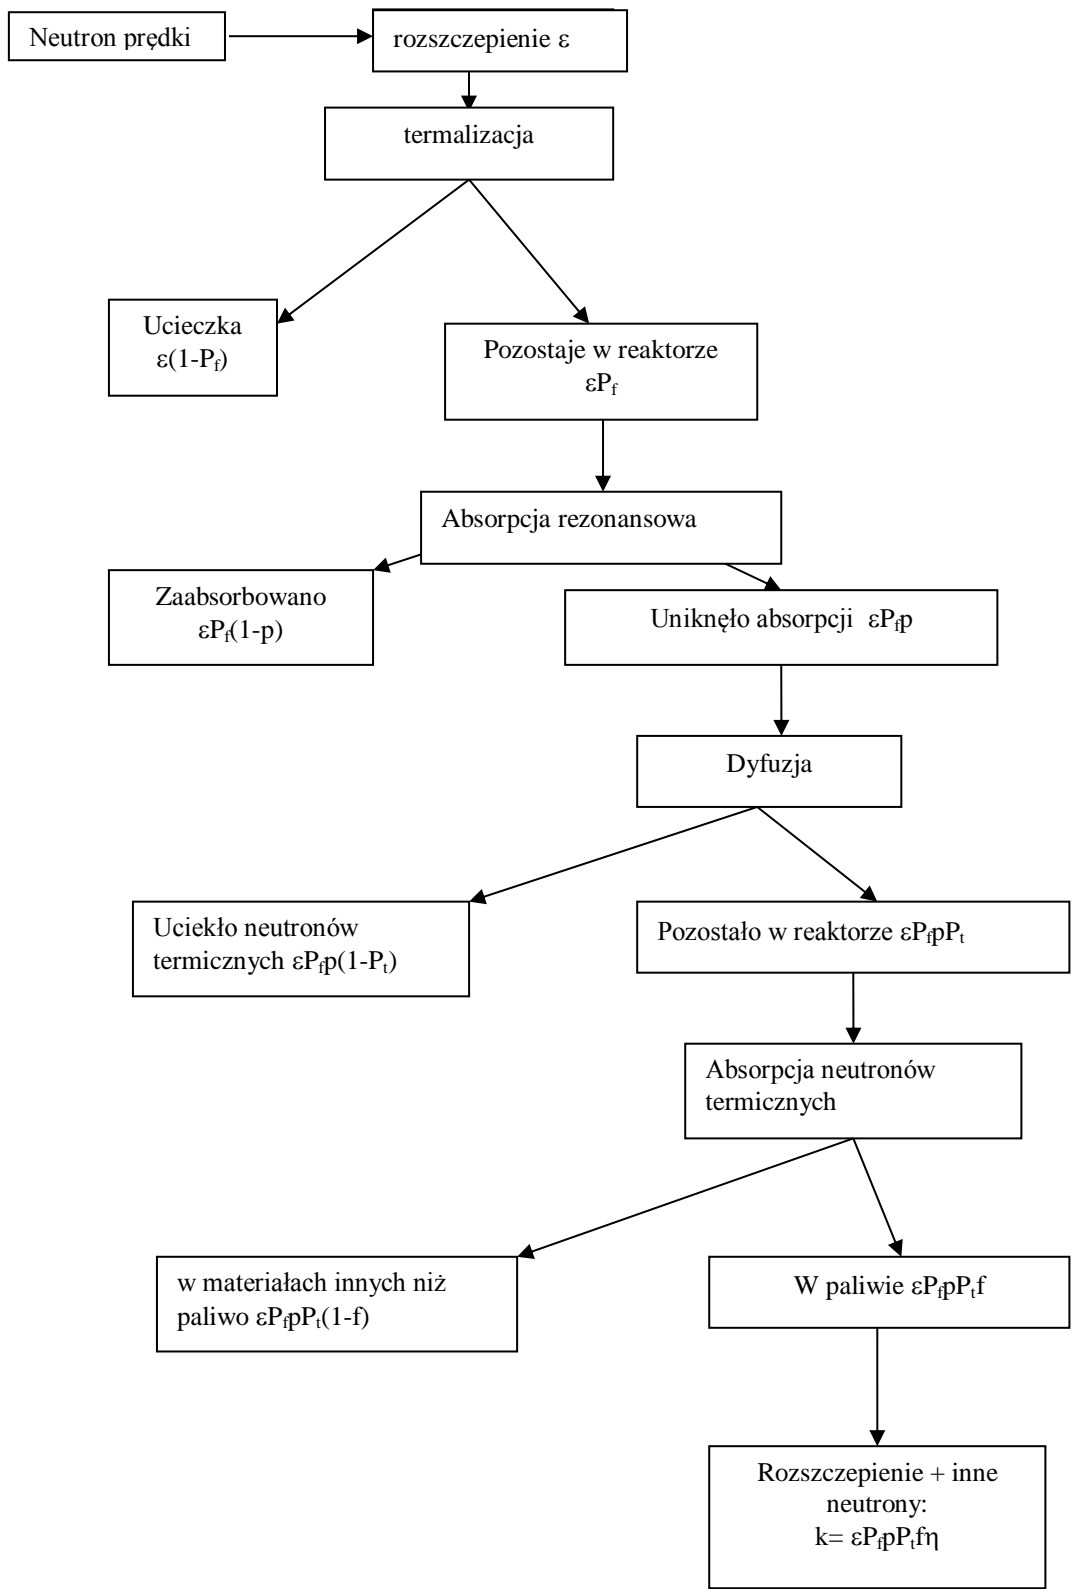 Neutron prędki
rozszczepienie ε
termalizacja
Ucieczka
ε(1-Pf)
Pozostaje w reaktorze
εPf
Absorpcja rezonansowa
Zaabsorbowano
εPf(1-p)
Uniknęło absorpcji εPfp
Dyfuzja
Uciekło neutronów
termicznych εPfp(1-Pt)
Pozostało w reaktorze εPfpPt
Absorpcja neutronów
termicznych
w materiałach innych niż
paliwo εPfpPt(1-f)
W paliwie εPfpPtf
Rozszczepienie + inne
neutrony:
k= εPfpPtfη